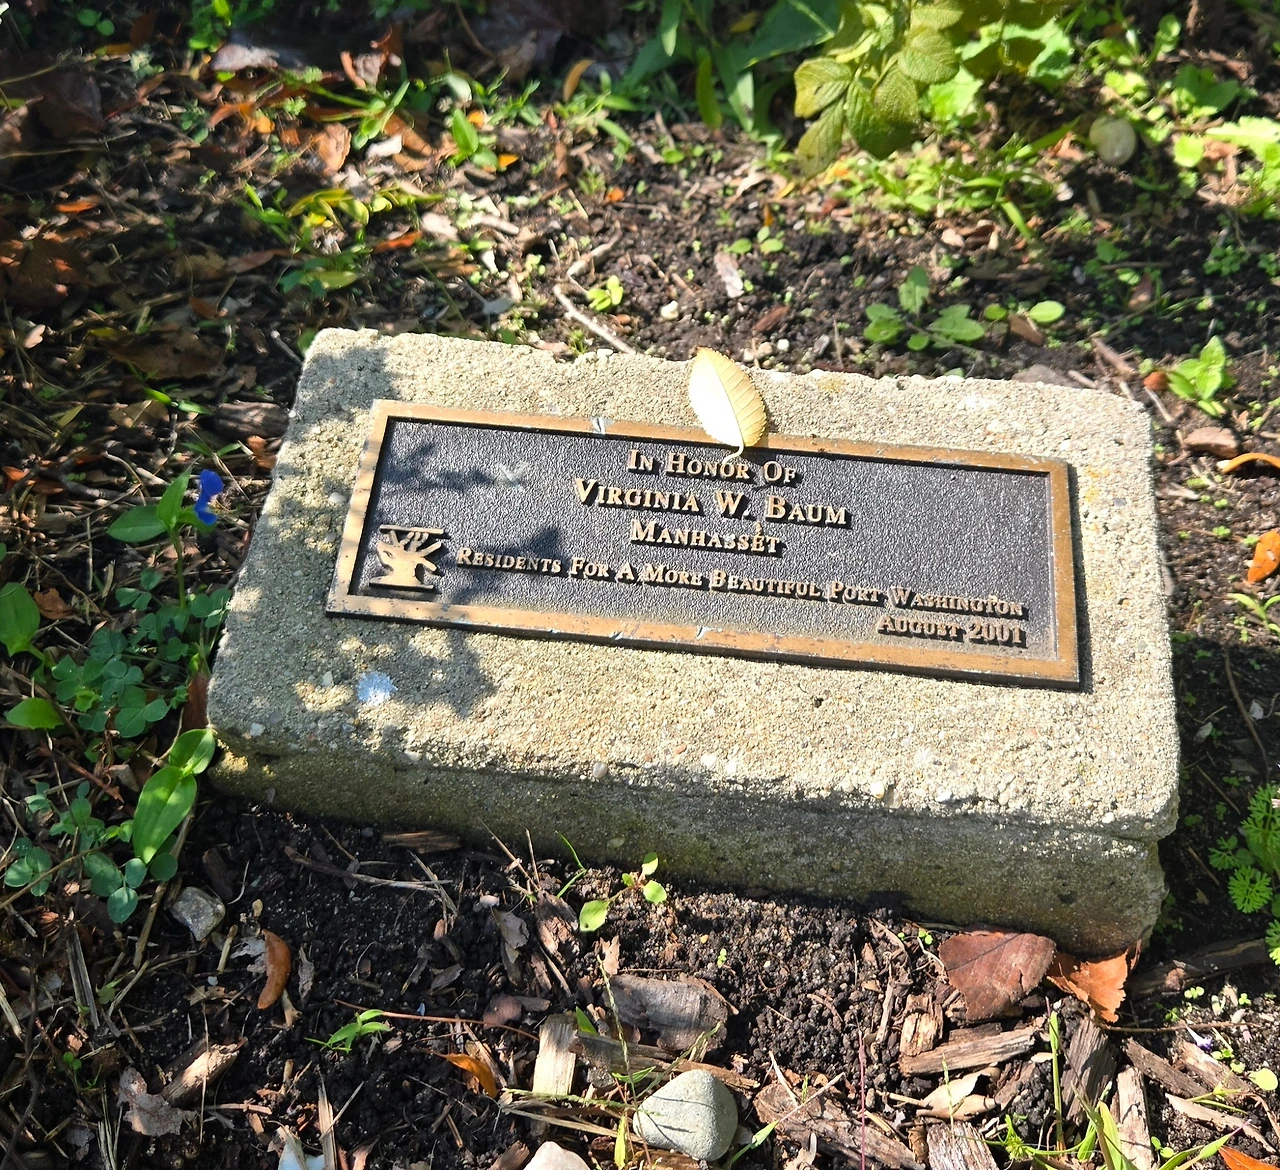 In Honor Of
Virginia W. Baum
Manhasset
Residents For A More Beautiful Port Washington
August 2001